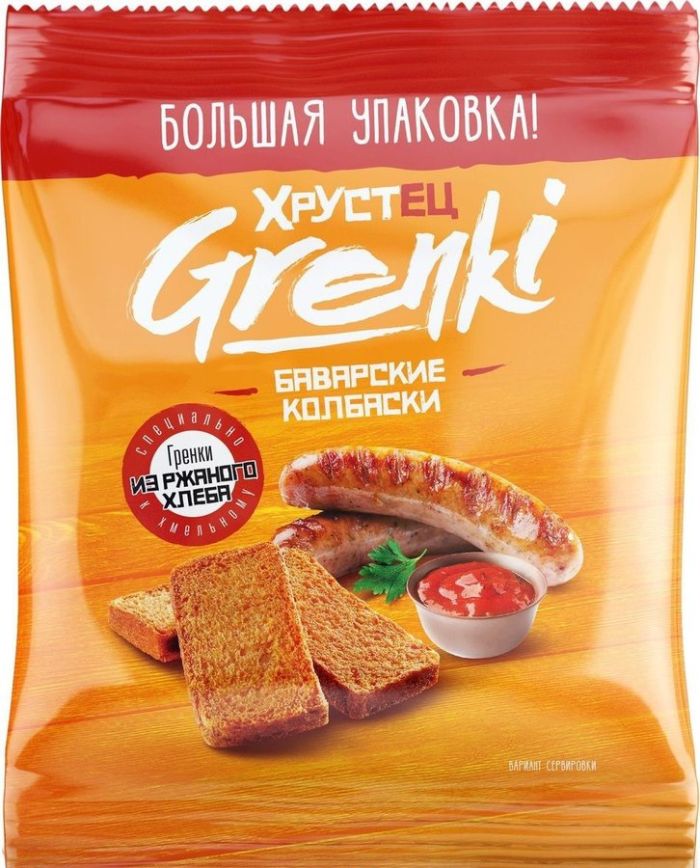 БОЛЬШАЯ УПАКОВКА!
ХРУСТЕЦ
Grenki
БАВАРСКИЕ
КОЛБАСКИ
СПЕЦИАЛЬНО
Гренки
ИЗ РЖАНОГО
ХЛЕБА
К ХМЕЛЬНОМУ
ВАРИАНТ СЕРВИРОВКИ